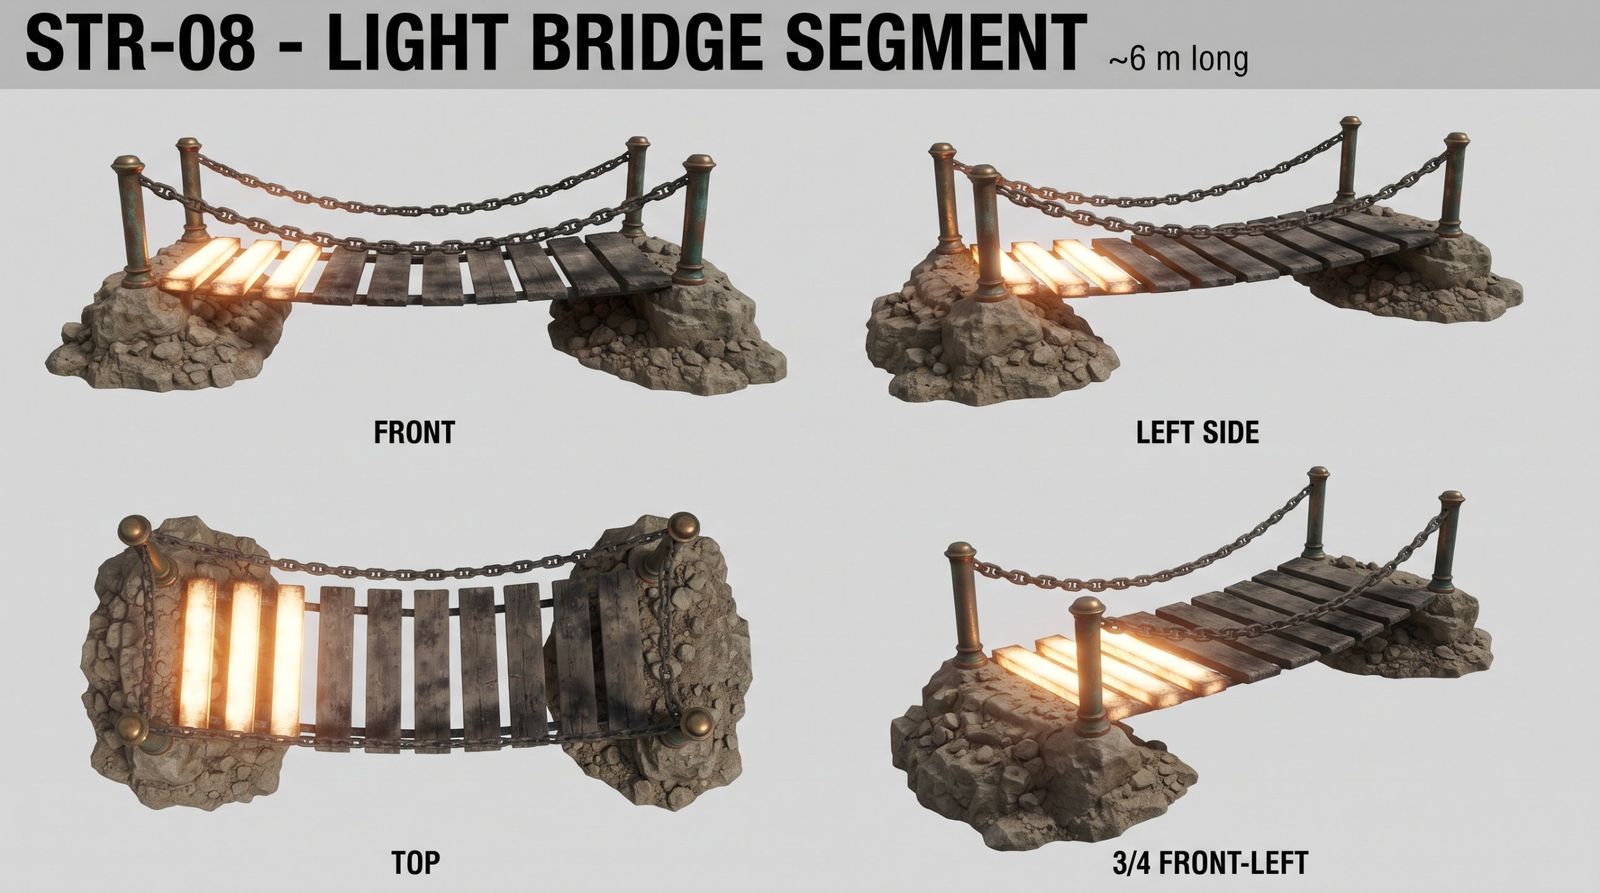 STR-08 - LIGHT BRIDGE SEGMENT ~6 m long
FRONT
LEFT SIDE
TOP
3/4 FRONT-LEFT